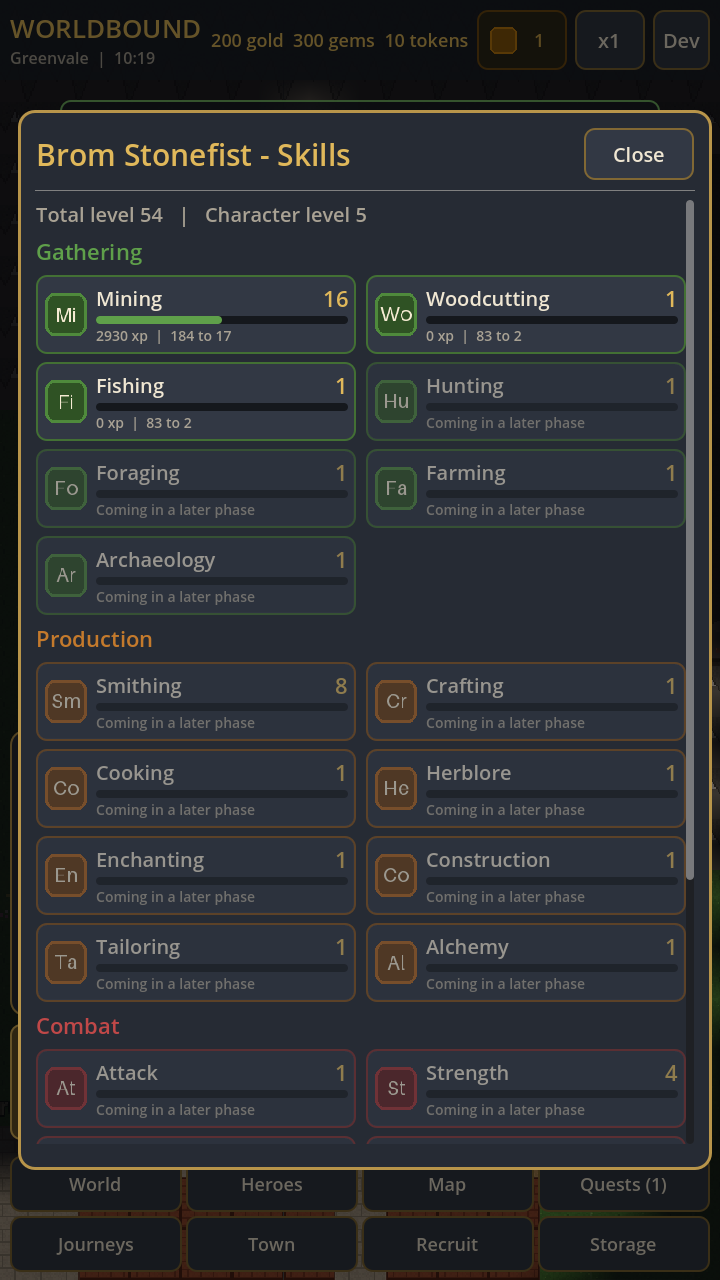 WORLDBOUND
200 gold 300 gems 10 tokens
1
x1
Dev
Greenvale | 10:19
Brom Stonefist - Skills
Close
Total level 54 | Character level 5
Gathering
Mi
Mining
16
2930 xp | 184 to 17
Wo
Woodcutting
1
0 xp | 83 to 2
Fi
Fishing
1
0 xp | 83 to 2
Hu
Hunting
1
Coming in a later phase
Fo
Foraging
1
Coming in a later phase
Fa
Farming
1
Coming in a later phase
Ar
Archaeology
1
Coming in a later phase
Production
Sm
Smithing
8
Coming in a later phase
Cr
Crafting
1
Coming in a later phase
Co
Cooking
1
Coming in a later phase
He
Herblore
1
Coming in a later phase
En
Enchanting
1
Coming in a later phase
Co
Construction
1
Coming in a later phase
Ta
Tailoring
1
Coming in a later phase
Al
Alchemy
1
Coming in a later phase
Combat
At
Attack
1
Coming in a later phase
St
Strength
4
Coming in a later phase
World
Heroes
Map
Quests (1)
Journeys
Town
Recruit
Storage